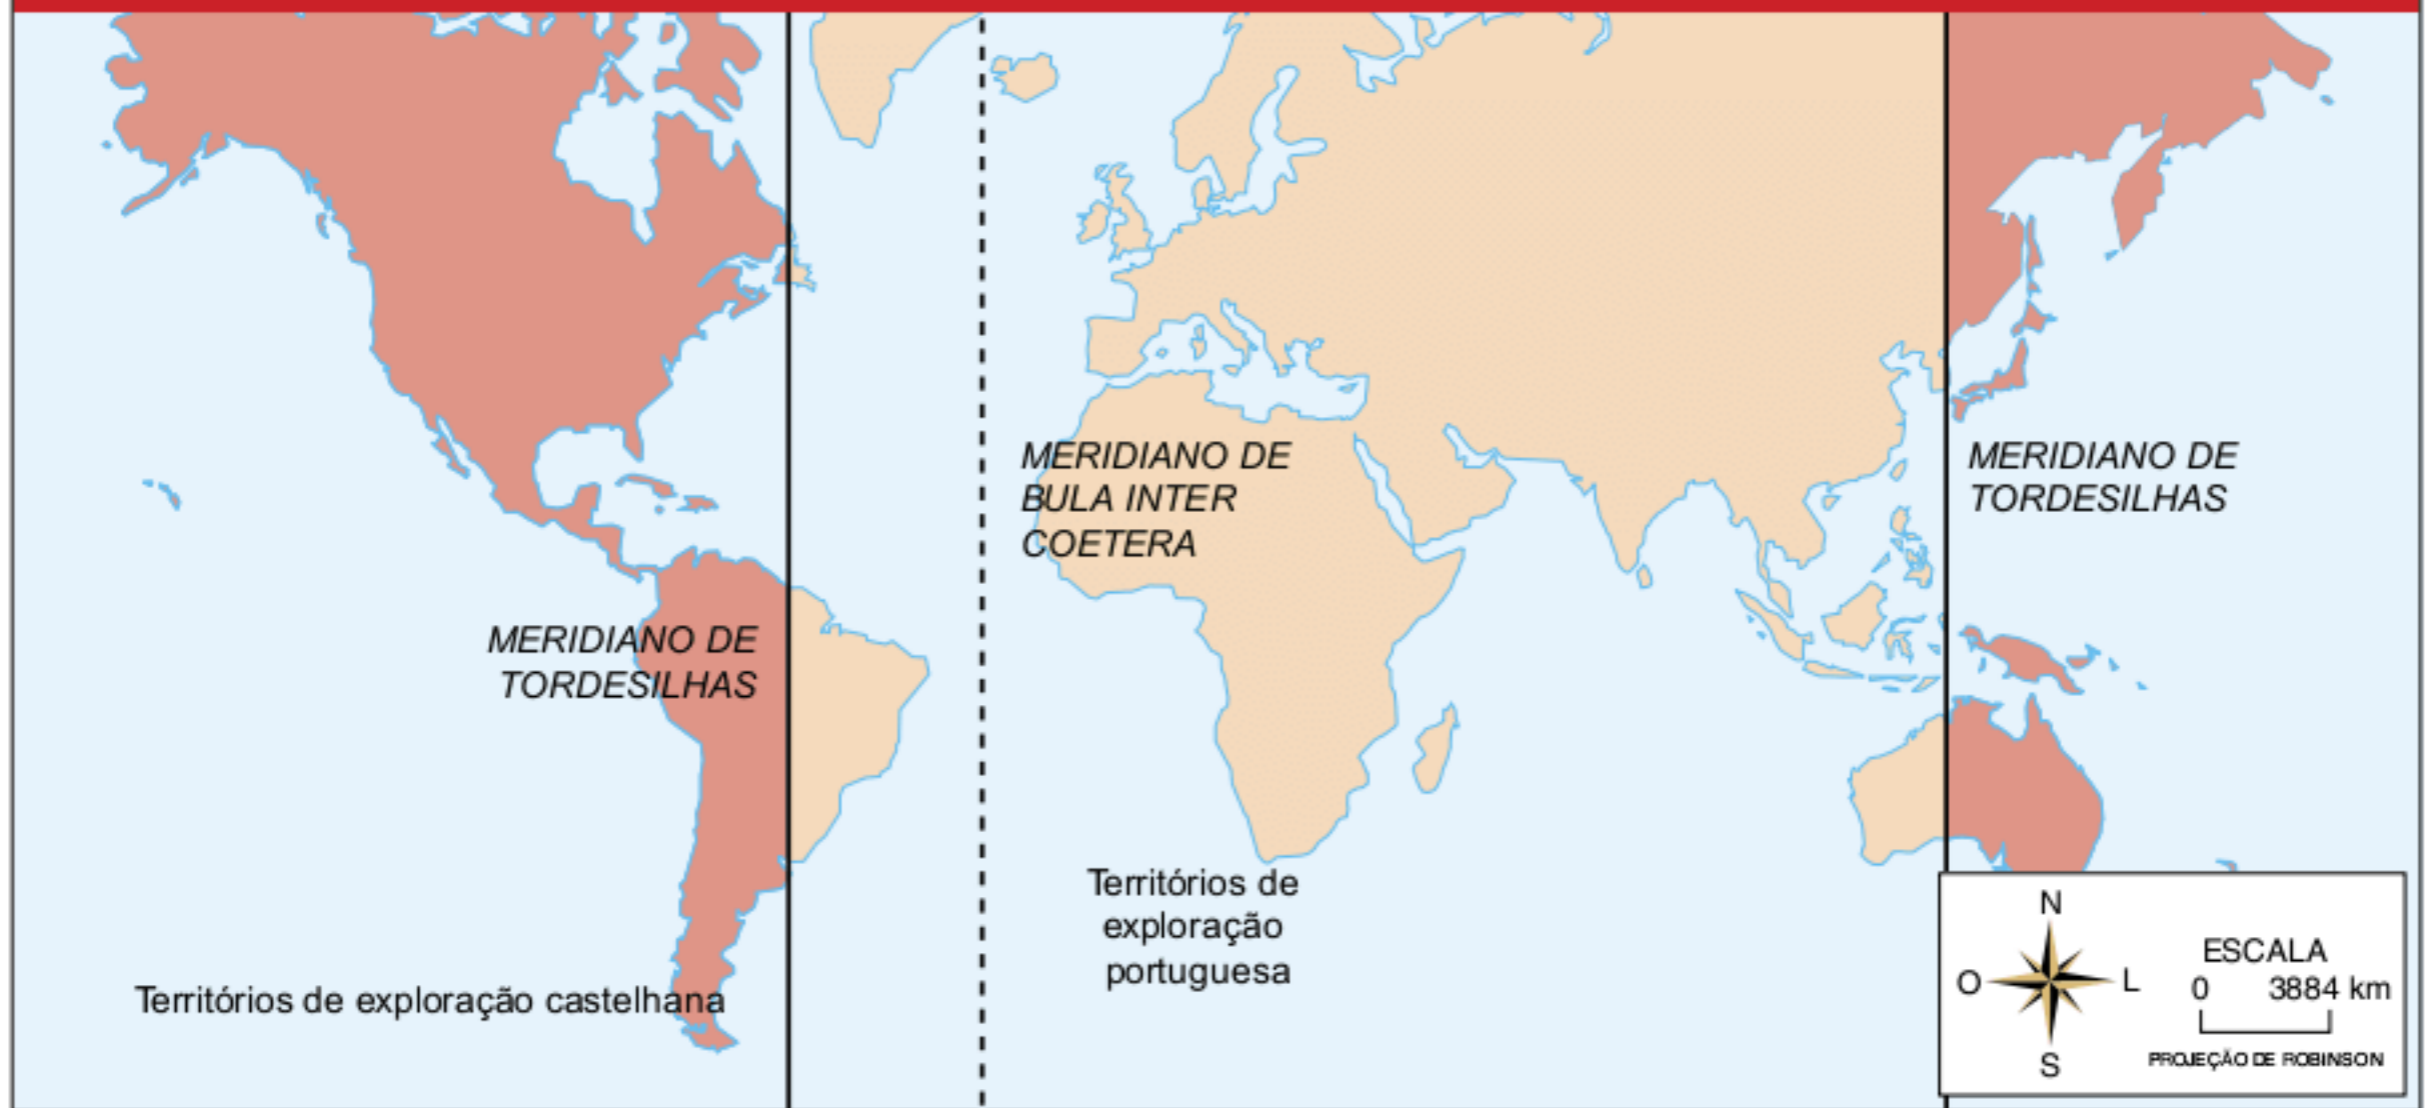 MERIDIANO DE
BULA INTER
COETERA
MERIDIANO DE
TORDESILHAS
MERIDIANO DE
TORDESILHAS
Territórios de
exploração
portuguesa
Territórios de exploração castelhana
N
O
L
S
ESCALA
0 3884 km
PROJEÇÃO DE ROBINSON